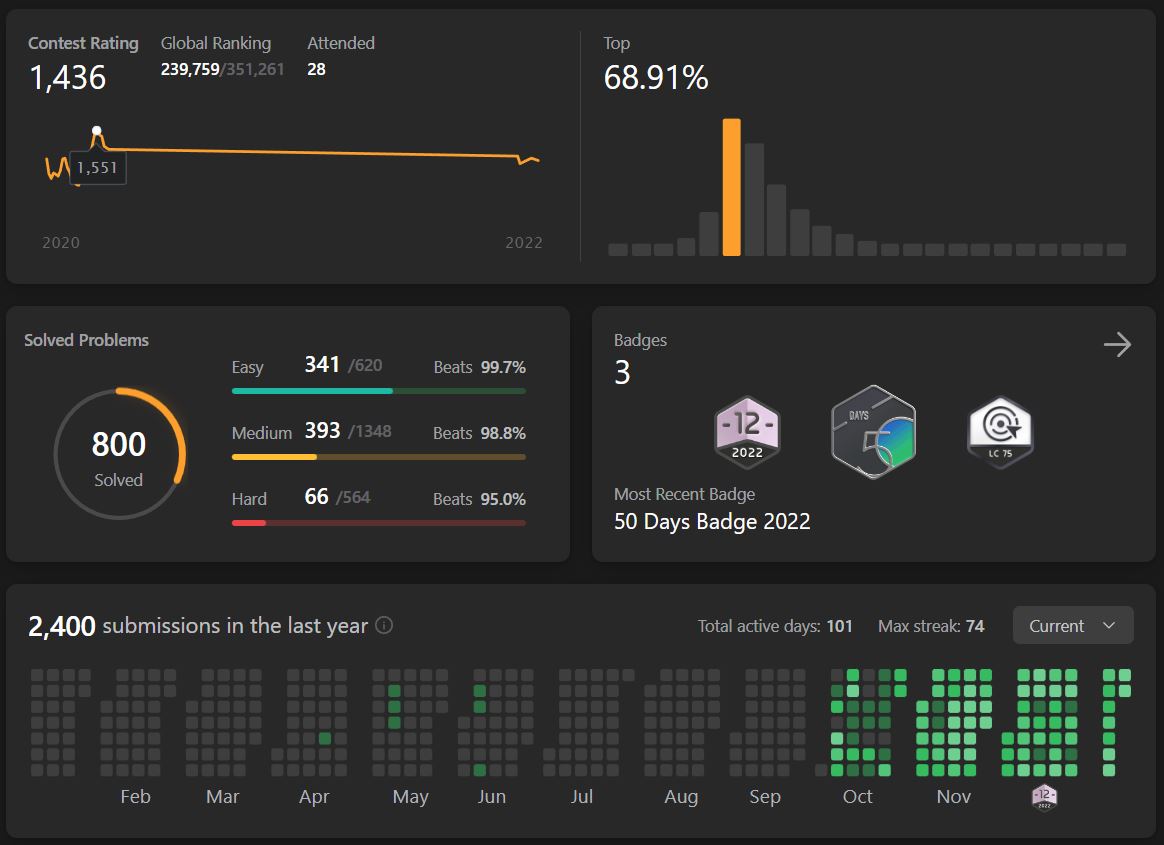 Contest Rating
1,436
Global Ranking
239,759/351,261
Attended
28
1,551
2020
2022
Top
68.91%
Solved Problems
800
Solved
Easy 341 /620 Beats 99.7%
Medium 393 /1348 Beats 98.8%
Hard 66 /564 Beats 95.0%
Badges
3
-12-
2022
DAYS
50
LC 75
Most Recent Badge
50 Days Badge 2022
2,400 submissions in the last year
Total active days: 101 Max streak: 74
Current
Feb Mar Apr May Jun Jul Aug Sep Oct Nov
-12-
2022